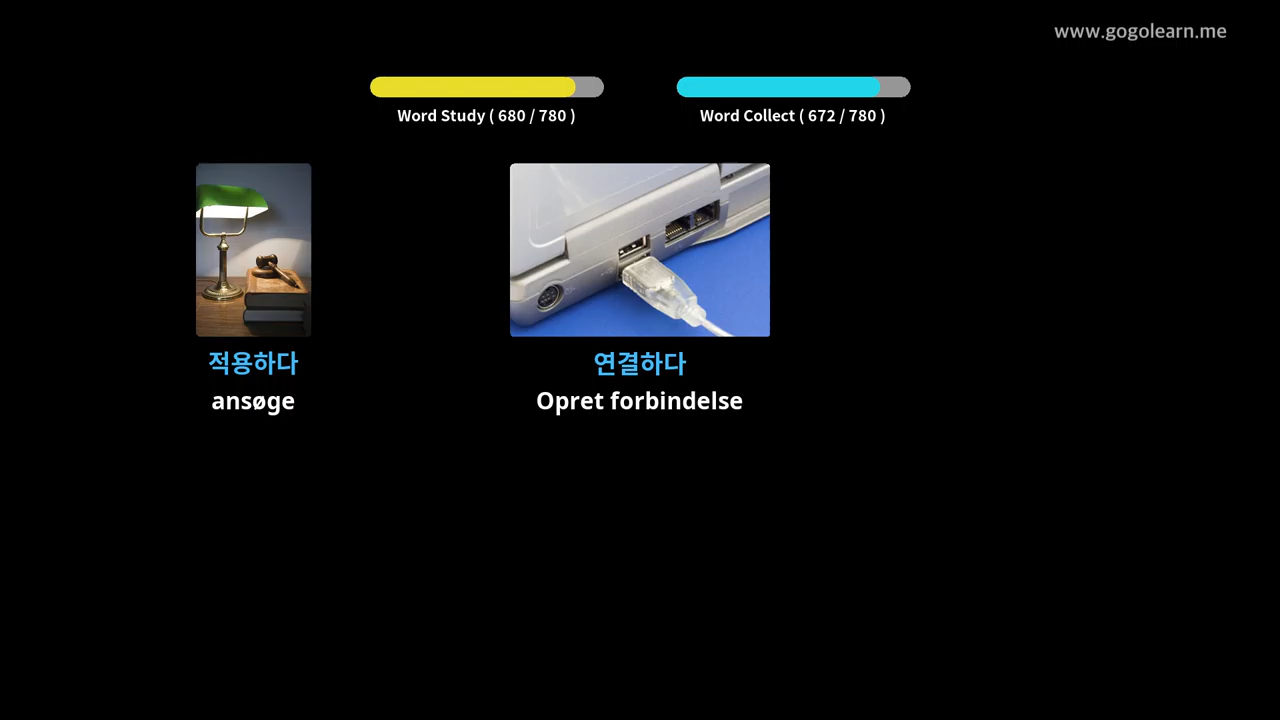 www.gogolearn.me
Word Study ( 680 / 780 )
Word Collect ( 672 / 780 )
적용하다
ansøge
연결하다
Opret forbindelse